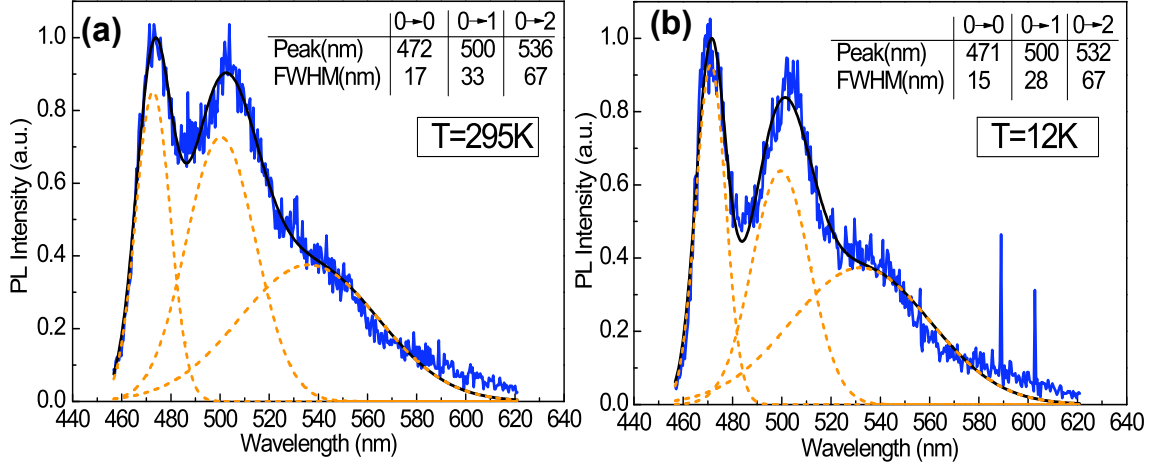 (a)
0→0 0→1 0→2
Peak(nm) 472 500 536
FWHM(nm) 17 33 67
T=295K
PL Intensity (a.u.)
1.0
0.8
0.6
0.4
0.2
0.0
440 460 480 500 520 540 560 580 600 620 640
Wavelength (nm)
(b)
0→0 0→1 0→2
Peak(nm) 471 500 532
FWHM(nm) 15 28 67
T=12K
PL Intensity (a.u.)
1.0
0.8
0.6
0.4
0.2
0.0
440 460 480 500 520 540 560 580 600 620 640
Wavelength (nm)